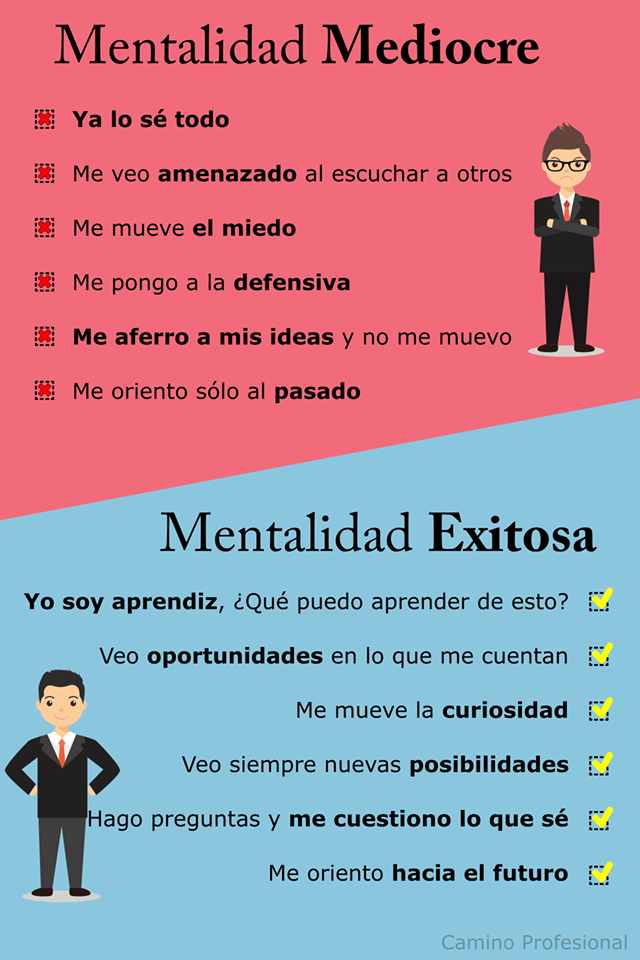 Mentalidad Mediocre
Ya lo sé todo
Me veo amenazado al escuchar a otros
Me mueve el miedo
Me pongo a la defensiva
Me aferro a mis ideas y no me muevo
Me oriento sólo al pasado
Mentalidad Exitosa
Yo soy aprendiz, ¿Qué puedo aprender de esto?
Veo oportunidades en lo que me cuentan
Me mueve la curiosidad
Veo siempre nuevas posibilidades
Hago preguntas y me cuestiono lo que sé
Me oriento hacia el futuro
Camino Profesional